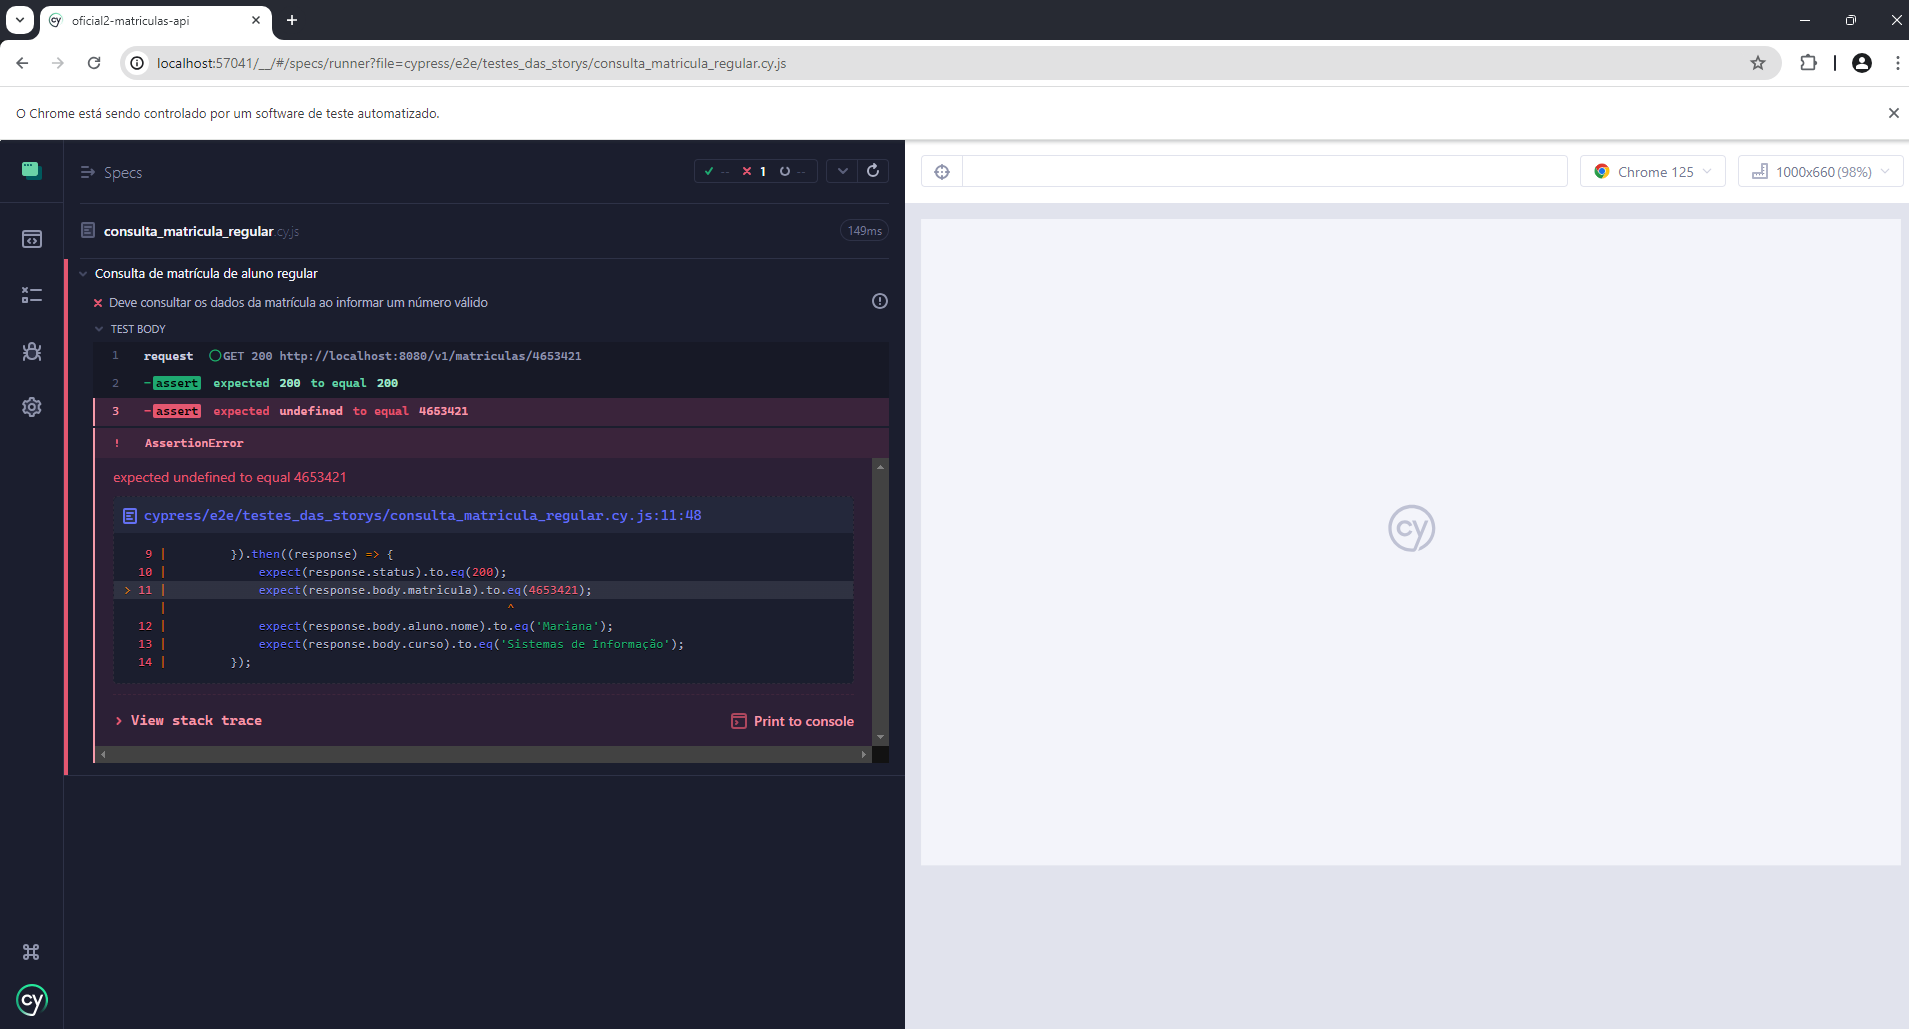 oficial2-matriculas-api
localhost:57041/__/#/specs/runner?file=cypress/e2e/testes_das_storys/consulta_matricula_regular.cy.js
O Chrome está sendo controlado por um software de teste automatizado.
Specs
-- 1 --
Chrome 125
1000x660 (98%)
consulta_matricula_regular.cy.js
149ms
Consulta de matrícula de aluno regular
Deve consultar os dados da matrícula ao informar um número válido
TEST BODY
1 request GET 200 http://localhost:8080/v1/matriculas/4653421
2 -assert expected 200 to equal 200
3 -assert expected undefined to equal 4653421
! AssertionError
expected undefined to equal 4653421
cypress/e2e/testes_das_storys/consulta_matricula_regular.cy.js:11:48
9 | }).then((response) => {
10 | expect(response.status).to.eq(200);
> 11 | expect(response.body.matricula).to.eq(4653421);
| ^
12 | expect(response.body.aluno.nome).to.eq('Mariana');
13 | expect(response.body.curso).to.eq('Sistemas de Informação');
14 | });
> View stack trace
Print to console
cy
cy